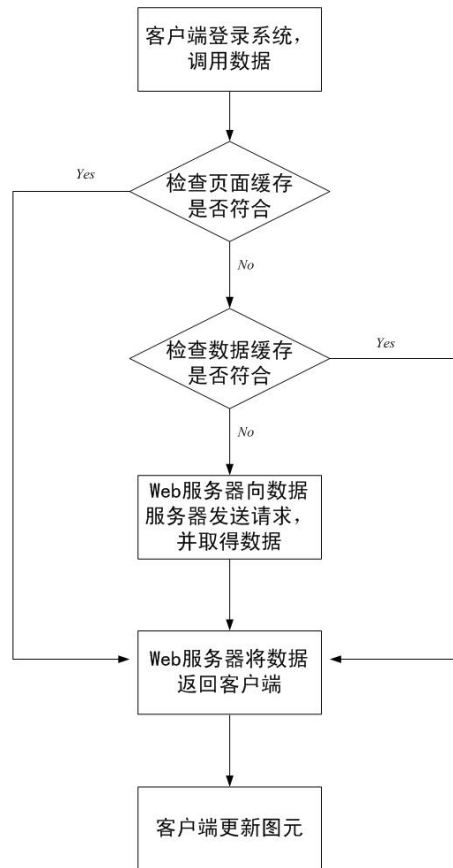 客户端登录系统，
调用数据
Yes
检查页面缓存
是否符合
No
检查数据缓存
是否符合
Yes
No
Web服务器向数据
服务器发送请求，
并取得数据
Web服务器将数据
返回客户端
客户端更新图元